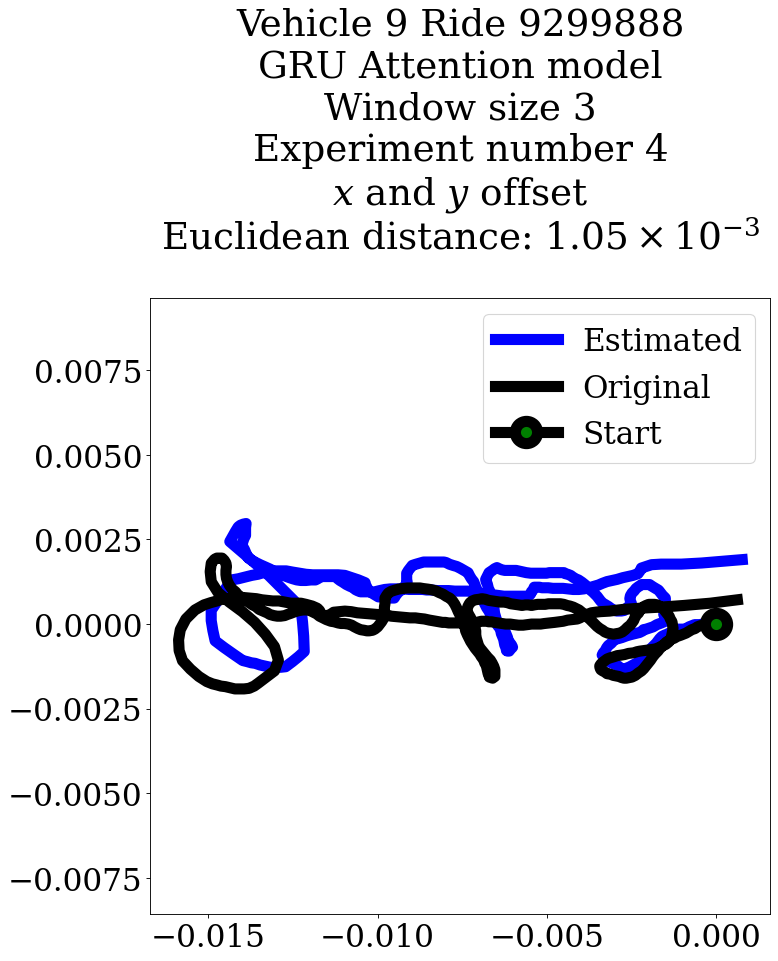 Vehicle 9 Ride 9299888
GRU Attention model
Window size 3
Experiment number 4
x and y offset
Euclidean distance: 1.05 × 10⁻³
Estimated
Original
Start
0.0075
0.0050
0.0025
0.0000
−0.0025
−0.0050
−0.0075
−0.015 −0.010 −0.005 0.000